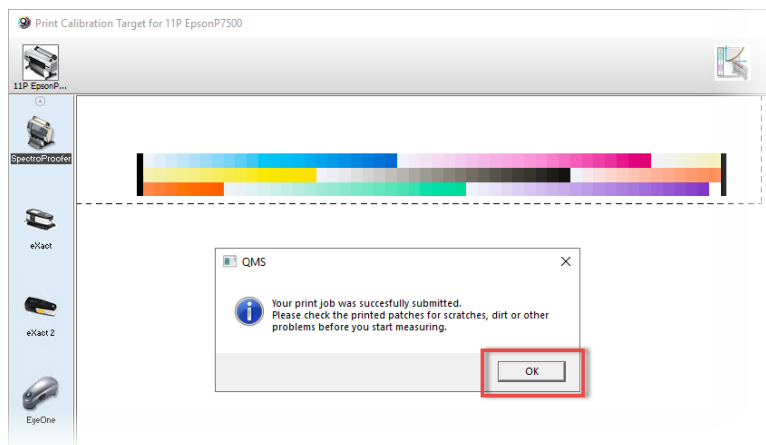 Print Calibration Target for 11P EpsonP7500
11P EpsonP...
SpectroProofer
eXact
eXact 2
EyeOne
QMS
Your print job was succesfully submitted.
Please check the printed patches for scratches, dirt or other
problems before you start measuring.
OK